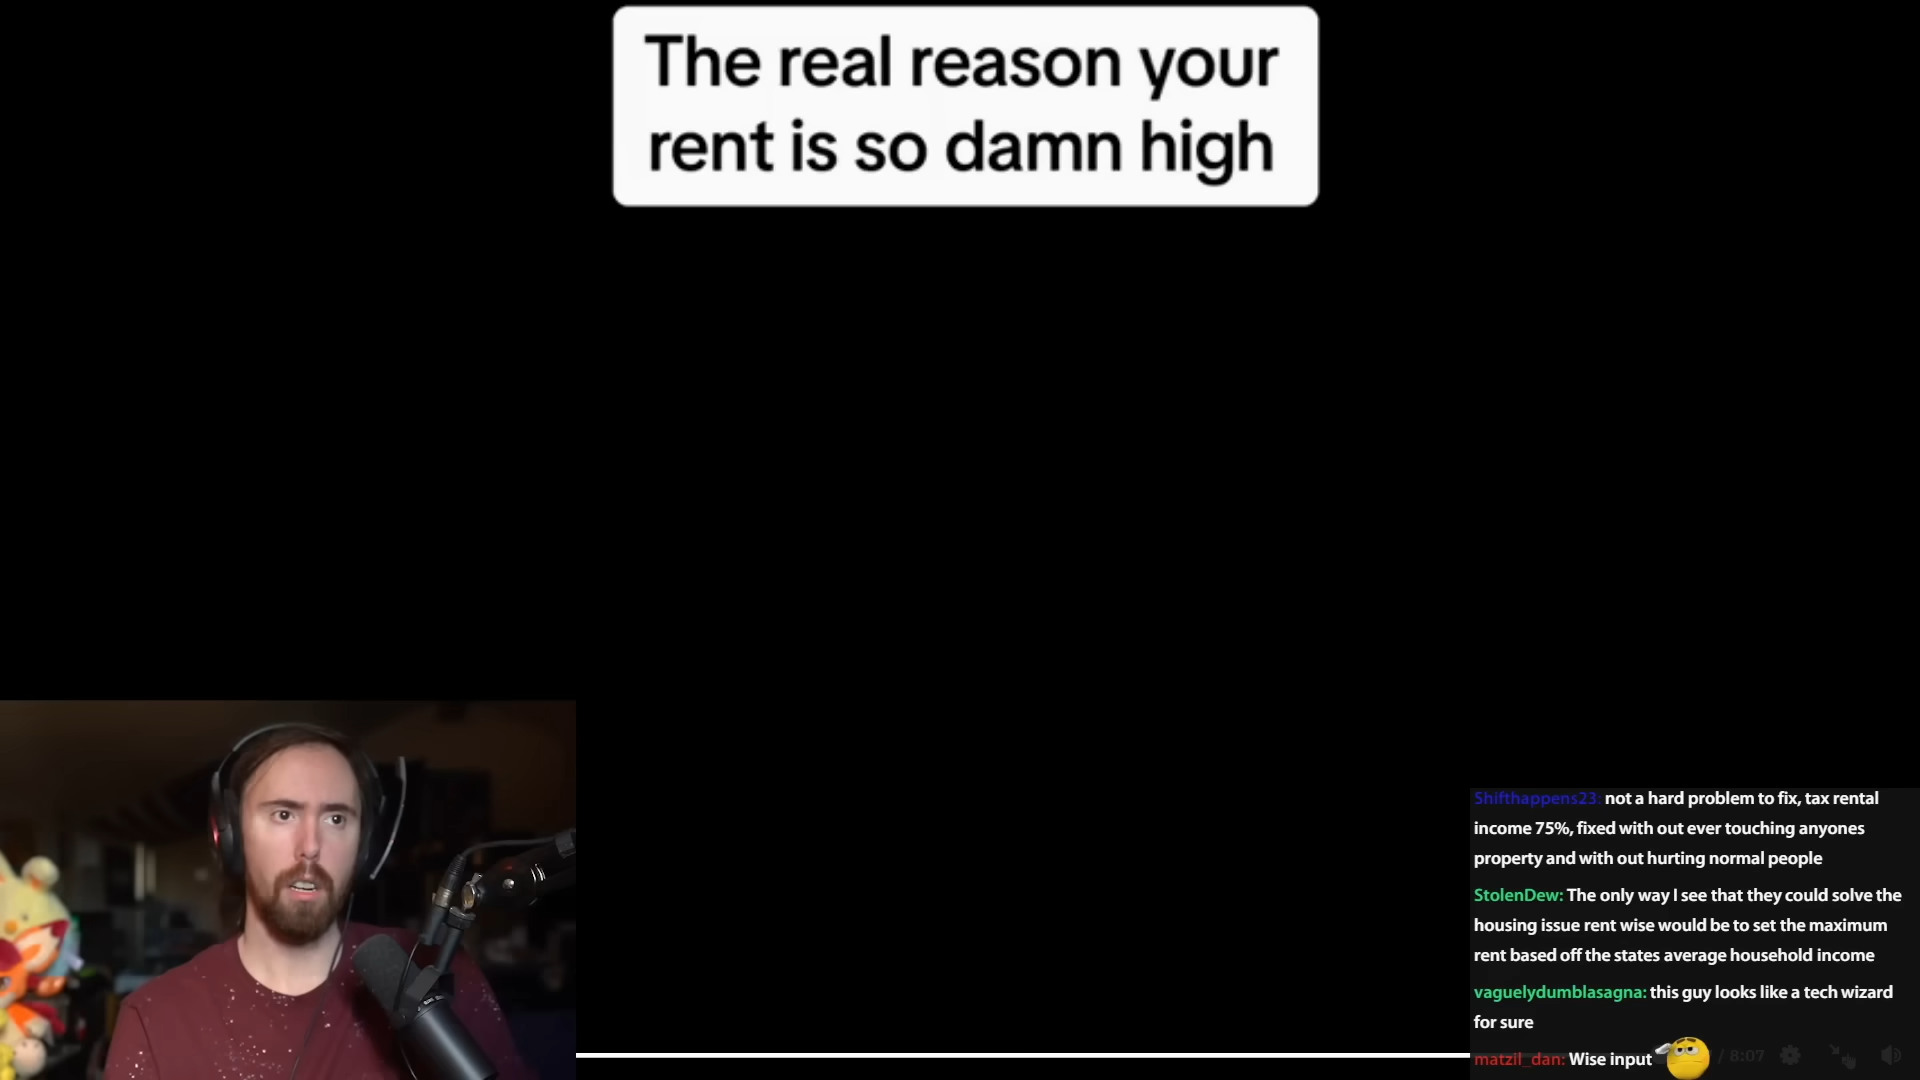 The real reason your
rent is so damn high
Shifthappens23: not a hard problem to fix, tax rental
income 75%, fixed with out ever touching anyones
property and with out hurting normal people
StolenDew: The only way I see that they could solve the
housing issue rent wise would be to set the maximum
rent based off the states average household income
vaguelydumblasagna: this guy looks like a tech wizard
for sure
matzil_dan: Wise input
/ 8:07